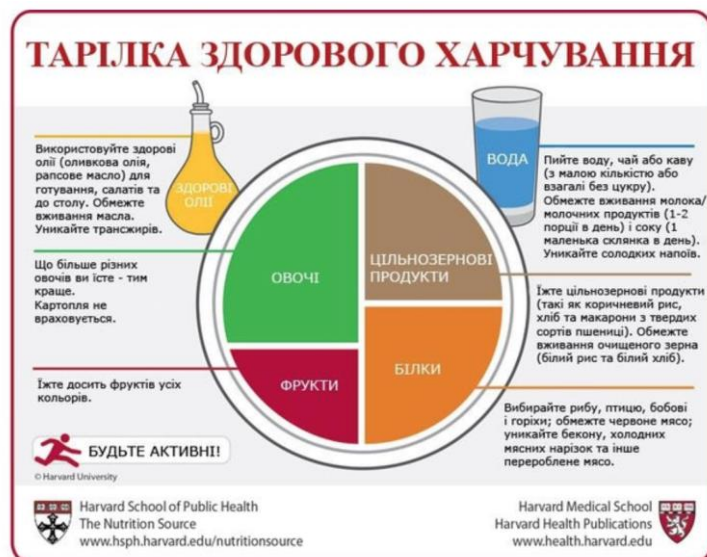 ТАРІЛКА ЗДОРОВОГО ХАРЧУВАННЯ
Використовуйте здорові
олії (оливкова олія,
рапсове масло) для
готування, салатів та
до столу. Обмежте
вживання масла.
Уникайте трансжирів.
ЗДОРОВІ
ОЛІЇ
ВОДА
Пийте воду, чай або каву
(з малою кількістю або
взагалі без цукру).
Обмежте вживання молока/
молочних продуктів (1-2
порції в день) і соку (1
маленька склянка в день).
Уникайте солодких напоїв.
Що більше різних
овочів ви їсте - тим
краще.
Картопля не
враховується.
ОВОЧІ
ЦІЛЬНОЗЕРНОВІ
ПРОДУКТИ
Їжте цільнозернові продукти
(такі як коричневий рис,
хліб та макарони з твердих
сортів пшениці). Обмежте
вживання очищеного зерна
(білий рис та білий хліб).
Їжте досить фруктів усіх
кольорів.
ФРУКТИ
БІЛКИ
Вибирайте рибу, птицю, бобові
і горіхи; обмежте червоне мясо;
уникайте бекону, холодних
мясних нарізок та інше
перероблене мясо.
БУДЬТЕ АКТИВНІ!
© Harvard University
Harvard School of Public Health
The Nutrition Source
www.hsph.harvard.edu/nutritionsource
Harvard Medical School
Harvard Health Publications
www.health.harvard.edu